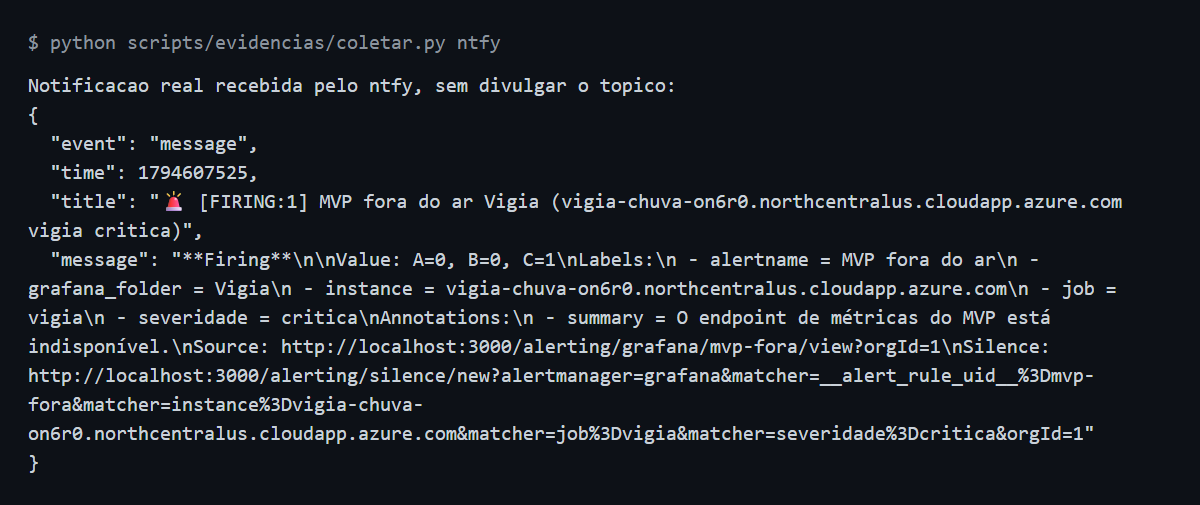 $ python scripts/evidencias/coletar.py ntfy
Notificacao real recebida pelo ntfy, sem divulgar o topico:
{
  "event": "message",
  "time": 1794607525,
  "title": "🚨 [FIRING:1] MVP fora do ar Vigia (vigia-chuva-on6r0.northcentralus.cloudapp.azure.com
vigia critica)",
  "message": "**Firing**\n\nValue: A=0, B=0, C=1\nLabels:\n - alertname = MVP fora do ar\n -
grafana_folder = Vigia\n - instance = vigia-chuva-on6r0.northcentralus.cloudapp.azure.com\n - job =
vigia\n - severidade = critica\nAnnotations:\n - summary = O endpoint de métricas do MVP está
indisponível.\nSource: http://localhost:3000/alerting/grafana/mvp-fora/view?orgId=1\nSilence:
http://localhost:3000/alerting/silence/new?alertmanager=grafana&matcher=__alert_rule_uid__%3Dmvp-
fora&matcher=instance%3Dvigia-chuva-
on6r0.northcentralus.cloudapp.azure.com&matcher=job%3Dvigia&matcher=severidade%3Dcritica&orgId=1"
}